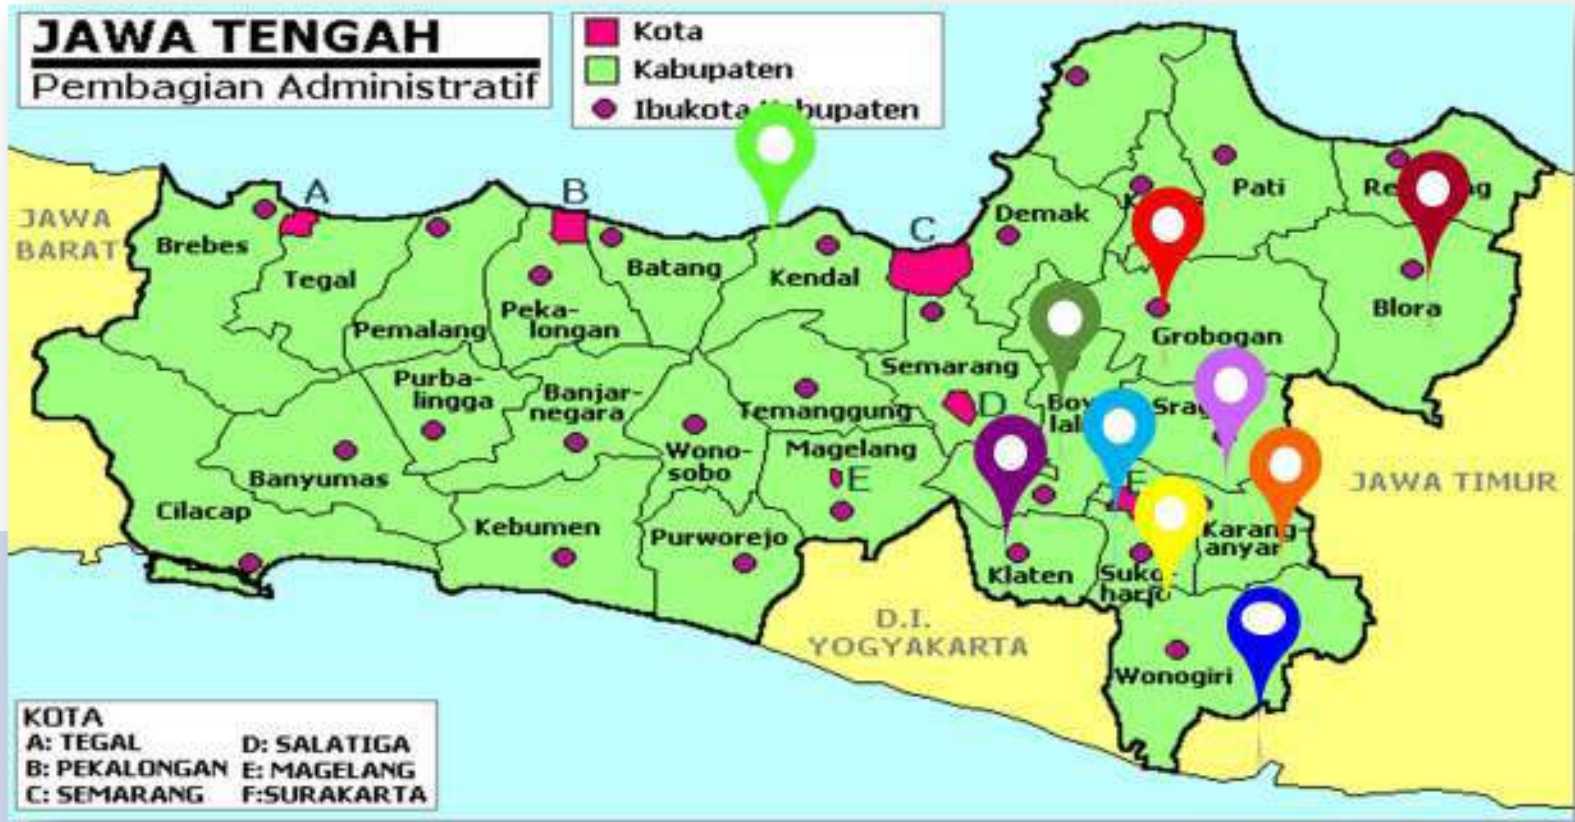 JAWA TENGAH
Pembagian Administratif
Kota
Kabupaten
Ibukota
A
B
C
JAWA
BARAT
Brebes
Tegal
Pemalang
Peka-
longan
Batang
Kendal
Demak
Pati
Blora
Grobogan
Semarang
D
Purba-
lingga
Banjar-
negara
Temanggung
Wono-
sobo
Magelang
E
Banyumas
Cilacap
Kebumen
Purworejo
Klaten
Suko-
harjo
Karang-
anyar
Wonogiri
JAWA TIMUR
D.I.
YOGYAKARTA
KOTA
A: TEGAL
B: PEKALONGAN
C: SEMARANG
D: SALATIGA
E: MAGELANG
F:SURAKARTA